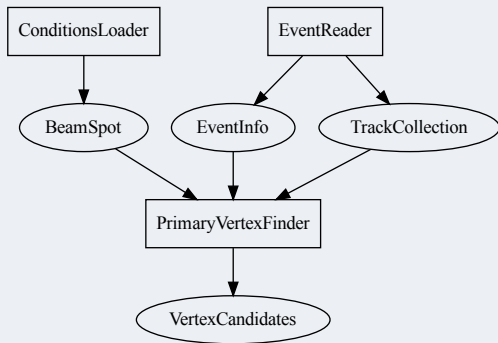 ConditionsLoader
EventReader
BeamSpot
EventInfo
TrackCollection
PrimaryVertexFinder
VertexCandidates